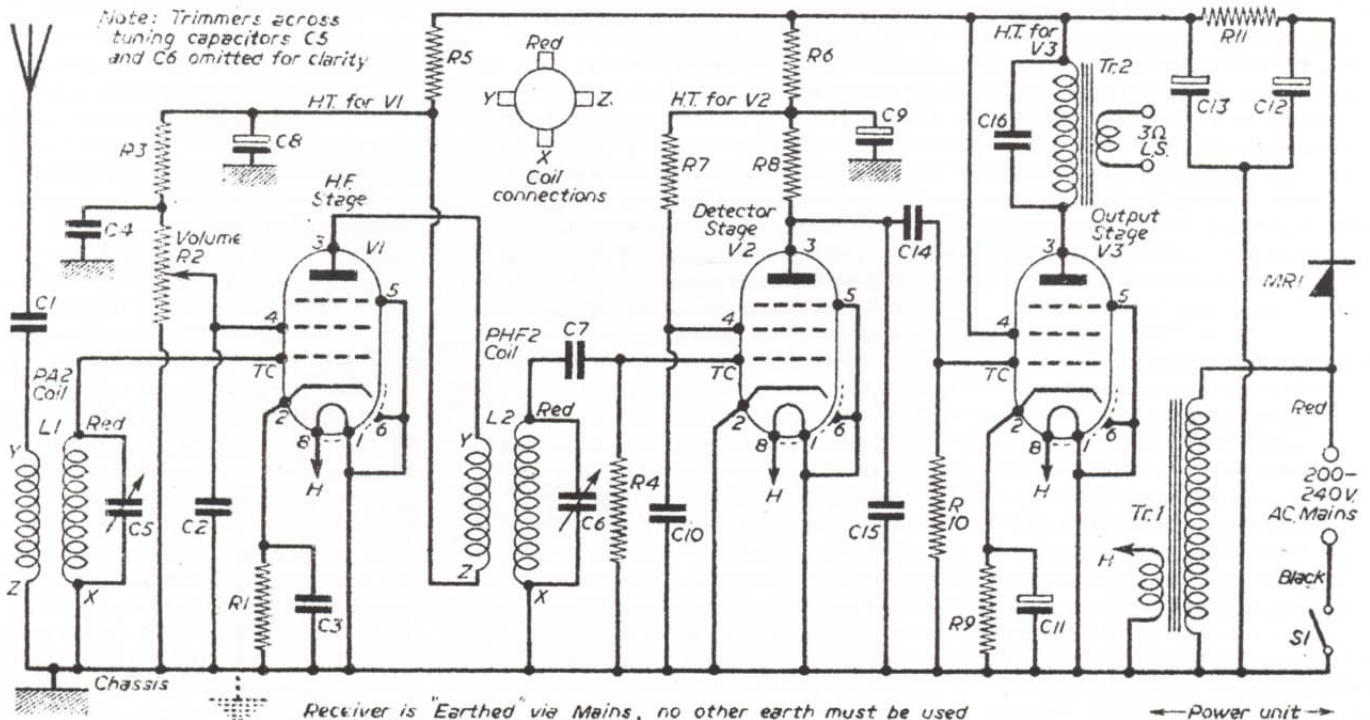 Note: Trimmers across
tuning capacitors C5
and C6 omitted for clarity
R5
Red
Y
Z
X
Coil
connections
R6
H.T. for
V3
R11
Tr.2
C13
C12
C16
3Ω
L.S.
HT. for V1
C8
R3
H.T. for V2
C9
R7
R8
H.F.
Stage
C4
Volume
R2
3
V1
5
4
TC
2
8
1
6
H
Detector
Stage
V2
3
5
4
TC
2
8
1
6
H
C14
Output
Stage
V3
3
5
4
TC
2
8
1
6
H
MR1
C1
PA2
Coil
L1
Red
Y
Z
X
C5
C2
R1
C3
PHF2
Coil
C7
L2
Red
Y
Z
X
C6
R4
C10
C15
R
10
R9
C11
Tr.1
H
Red
200-
240V.
AC. Mains
Black
S1
Chassis
Receiver is "Earthed" via Mains, no other earth must be used
Power unit